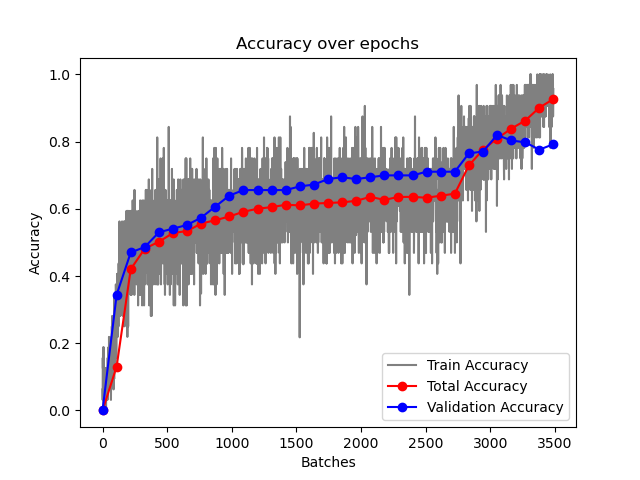 Accuracy over epochs
1.0
0.8
0.6
0.4
0.2
0.0
Accuracy
Train Accuracy
Total Accuracy
Validation Accuracy
0 500 1000 1500 2000 2500 3000 3500
Batches